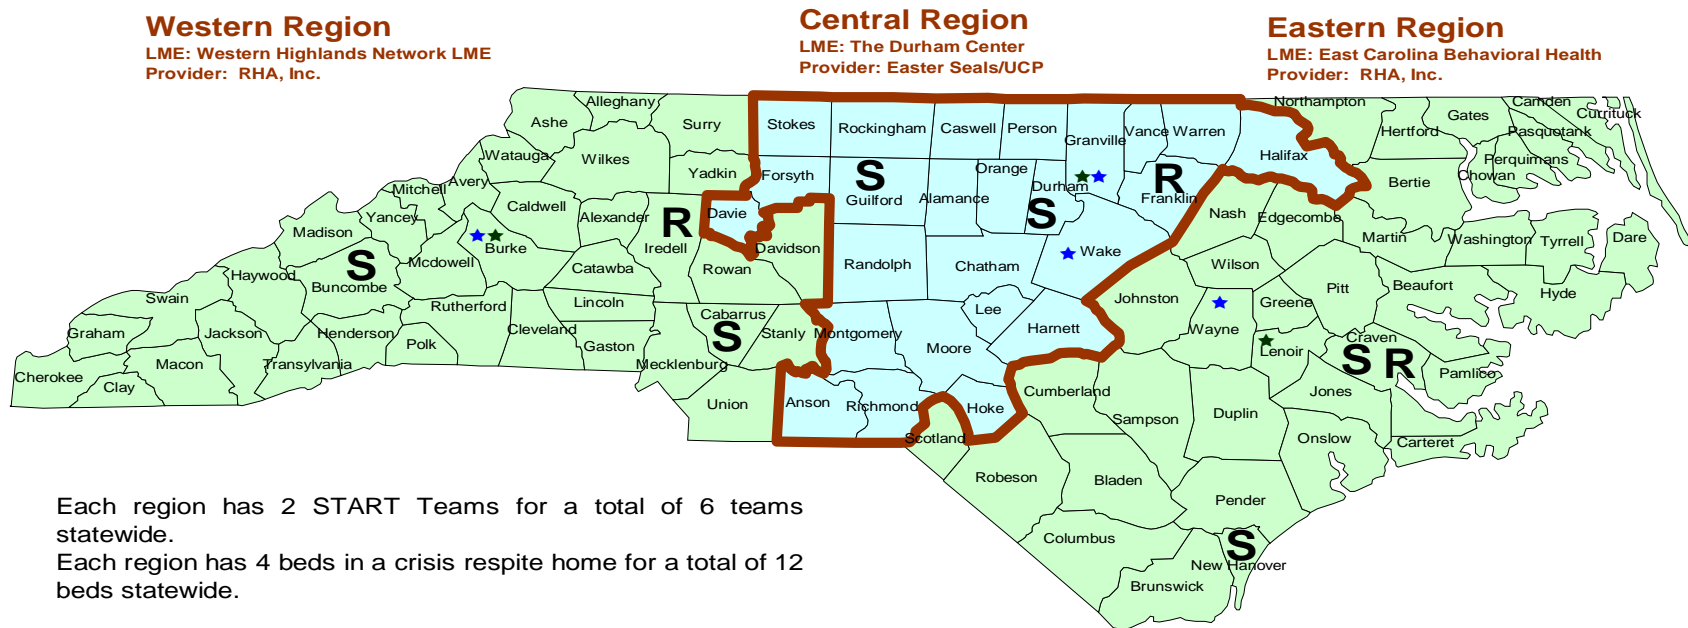 Western Region
LME: Western Highlands Network LME
Provider: RHA, Inc.
Central Region
LME: The Durham Center
Provider: Easter Seals/UCP
Eastern Region
LME: East Carolina Behavioral Health
Provider: RHA, Inc.
Alleghany
Ashe
Surry
Watauga
Wilkes
Yadkin
Mitchell
Avery
Caldwell
Alexander
R
Iredell
Davie
Davidson
Yancey
Madison
Burke
Mcdowell
S
Buncombe
Haywood
Catawba
Rowan
Swain
Rutherford
Lincoln
Cabarrus
S
Stanly
Graham
Jackson
Henderson
Polk
Cleveland
Gaston
Mecklenburg
Macon
Transylvania
Cherokee
Clay
Union
Stokes
Rockingham
Caswell
Person
Granville
Vance
Warren
Halifax
Forsyth
S
Guilford
Alamance
Orange
Durham
S
R
Franklin
Wake
Randolph
Chatham
Lee
Harnett
Montgomery
Moore
Anson
Richmond
Hoke
Scotland
Northampton
Hertford
Gates
Camden
Currituck
Pasquotank
Perquimans
Chowan
Bertie
Nash
Edgecombe
Martin
Washington
Tyrrell
Dare
Wilson
Johnston
Greene
Pitt
Beaufort
Hyde
Wayne
Lenoir
Craven
S R
Pamlico
Jones
Cumberland
Sampson
Duplin
Onslow
Carteret
Robeson
Bladen
Pender
Columbus
S
New Hanover
Brunswick
Each region has 2 START Teams for a total of 6 teams
statewide.
Each region has 4 beds in a crisis respite home for a total of 12
beds statewide.